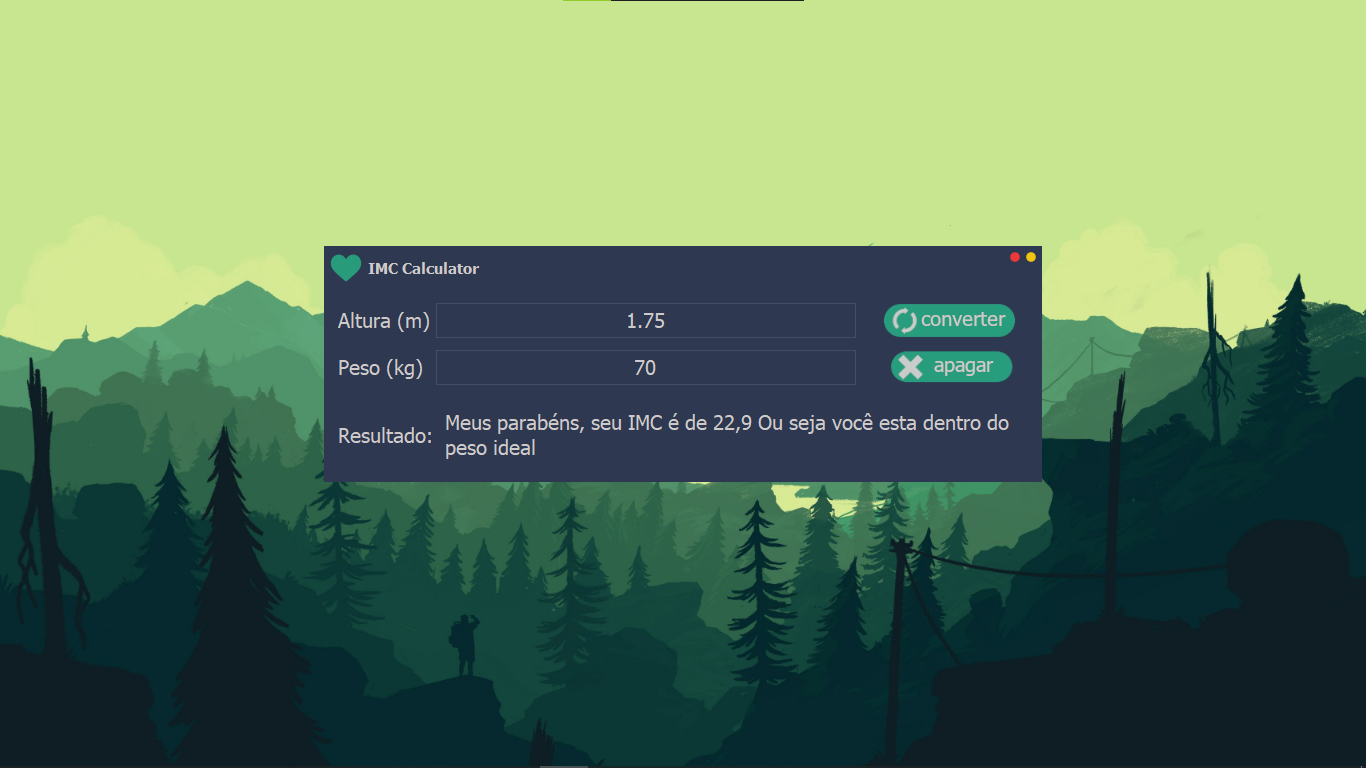 IMC Calculator
Altura (m) 1.75 converter
Peso (kg) 70 apagar
Resultado: Meus parabéns, seu IMC é de 22,9 Ou seja você esta dentro do
peso ideal